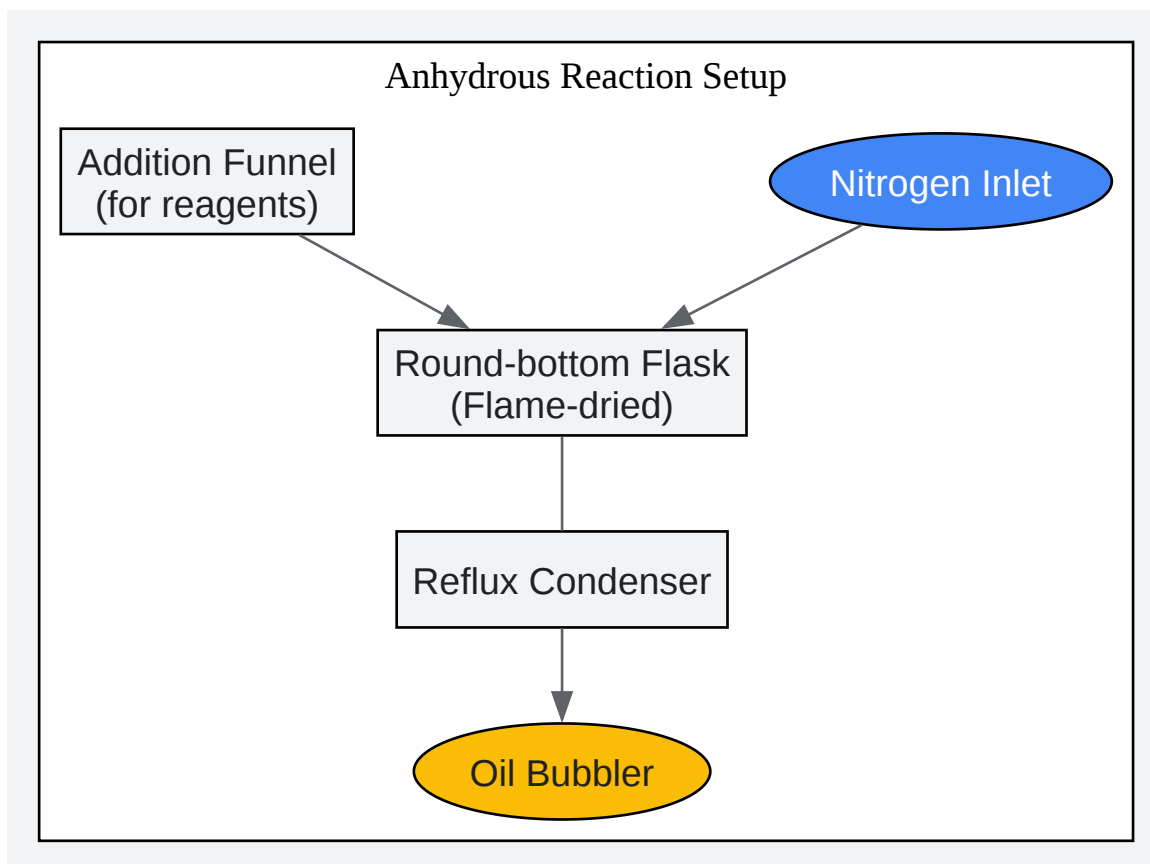 Anhydrous Reaction Setup
Addition Funnel
(for reagents)
Nitrogen Inlet
Round-bottom Flask
(Flame-dried)
Reflux Condenser
Oil Bubbler